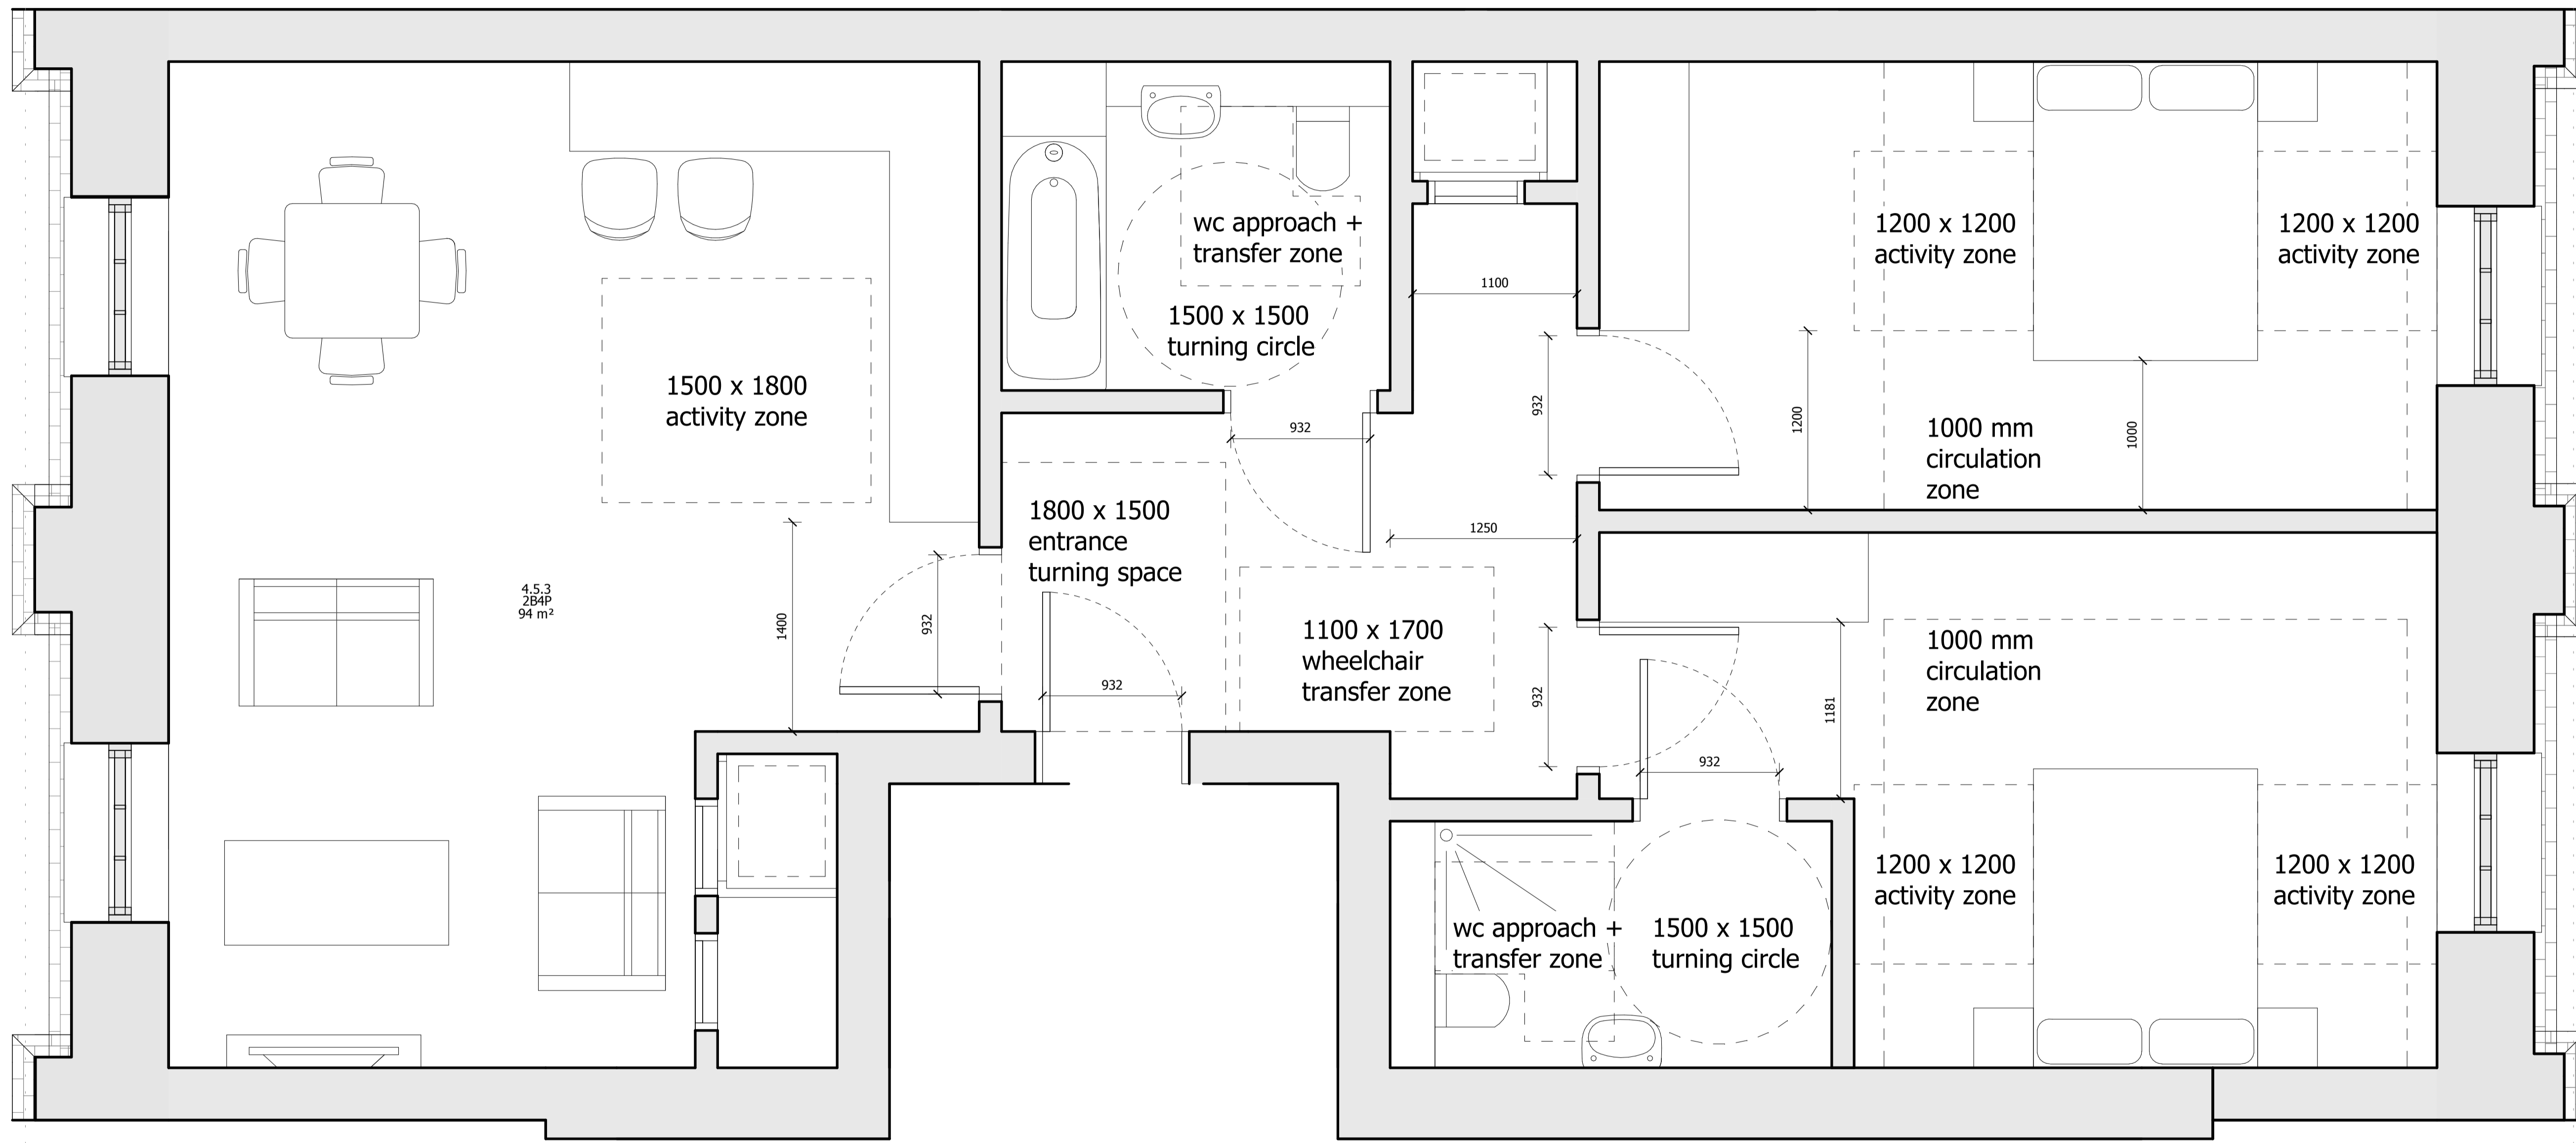 wc approach +
transfer zone
1500 x 1500
turning circle
1200 x 1200
activity zone
1200 x 1200
activity zone
1100
1500 x 1800
activity zone
932
932
1200
1000 mm
circulation
zone
1000
1800 x 1500
entrance
turning space
1250
4.5.3
2B4P
94 m²
1400
932
932
1100 x 1700
wheelchair
transfer zone
932
1000 mm
circulation
zone
1181
932
1200 x 1200
activity zone
1200 x 1200
activity zone
wc approach +
transfer zone
1500 x 1500
turning circle